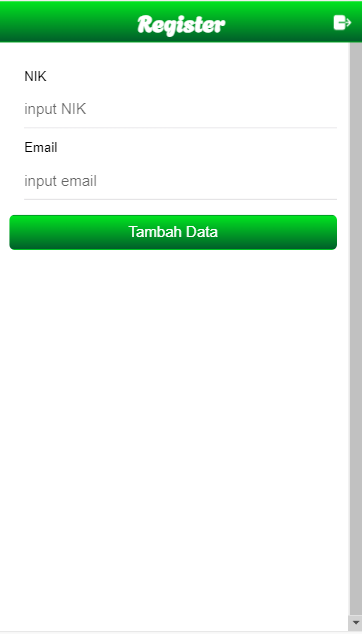 Register
NIK
input NIK
Email
input email
Tambah Data